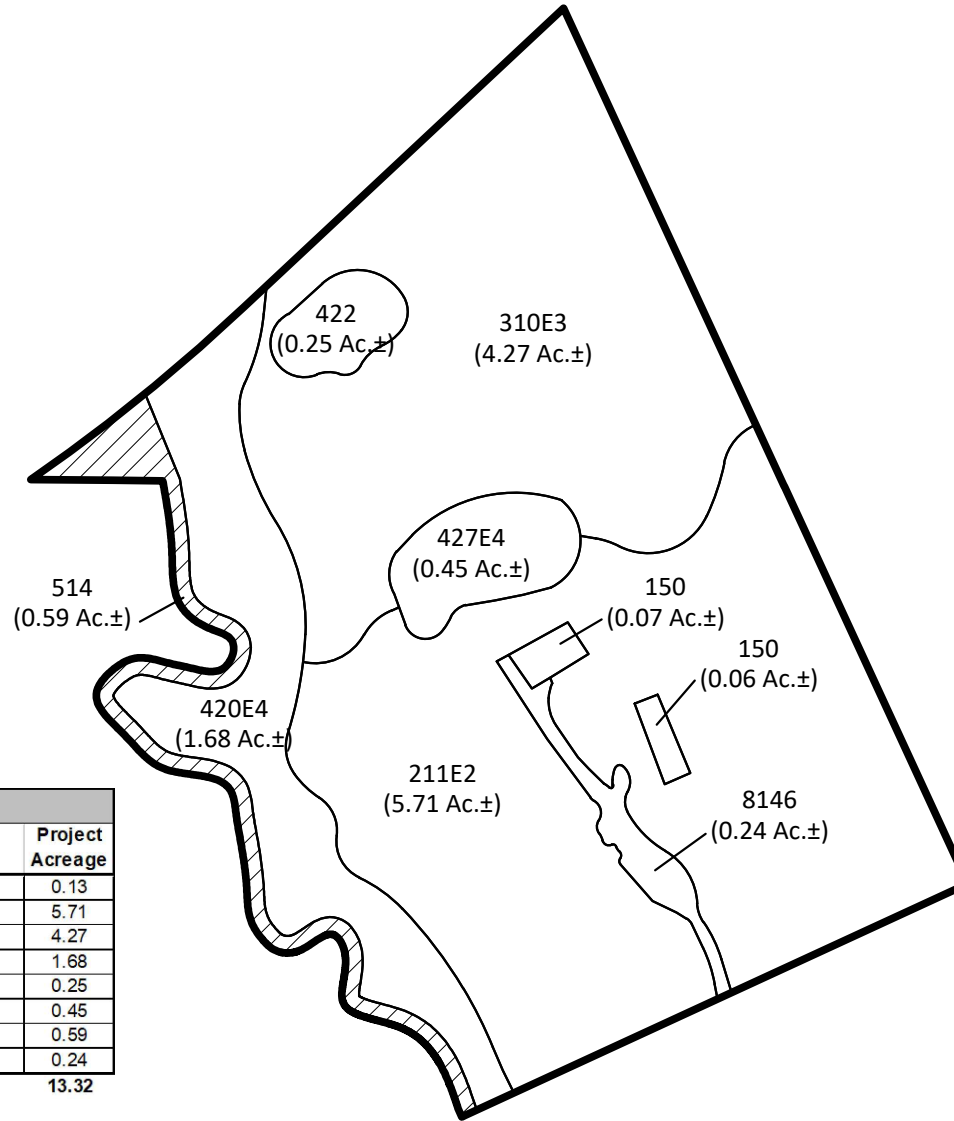 422
(0.25 Ac.±)
310E3
(4.27 Ac.±)
427E4
(0.45 Ac.±)
514
(0.59 Ac.±)
150
(0.07 Ac.±)
150
(0.06 Ac.±)
420E4
(1.68 Ac.±)
211E2
(5.71 Ac.±)
8146
(0.24 Ac.±)
Project
Acreage
0.13
5.71
4.27
1.68
0.25
0.45
0.59
0.24
13.32